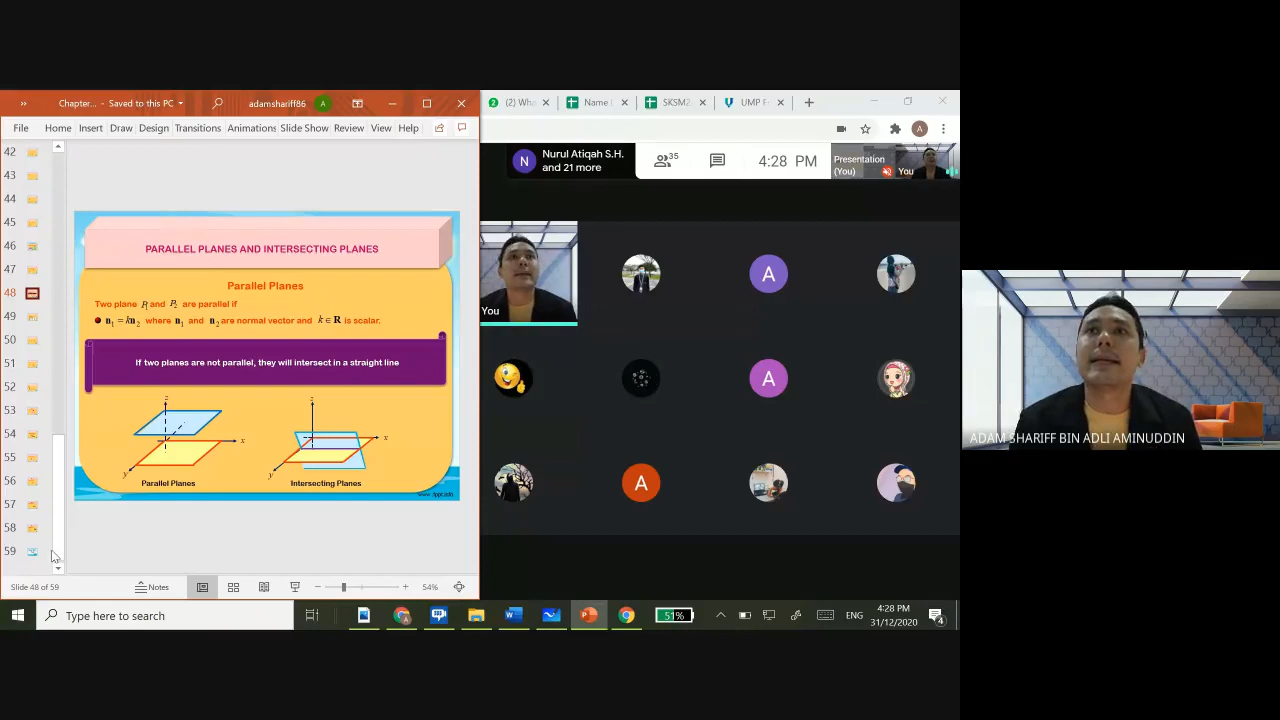 Chapter... - Saved to this PC
adamshariff86
A
File Home Insert Draw Design Transitions Animations Slide Show Review View Help
42
43
44
45
46
47
48
49
50
51
52
53
54
55
56
57
58
59
PARALLEL PLANES AND INTERSECTING PLANES
Parallel Planes
Two plane P₁ and P₂ are parallel if
n₁ = kn₂ where n₁ and n₂ are normal vector and k ∈ R is scalar.
If two planes are not parallel, they will intersect in a straight line
z
x
y
Parallel Planes
z
x
y
Intersecting Planes
Slide 48 of 59
Notes
54%
2 (2) Wha
Name
SKSM2
UMP F
A
N
Nurul Atiqah S.H.
and 21 more
35
4:28 PM
Presentation
(You)
You
You
A
A
A
ADAM SHARIFF BIN ADLI AMINUDDIN
Type here to search
51%
ENG
4:28 PM
31/12/2020
4